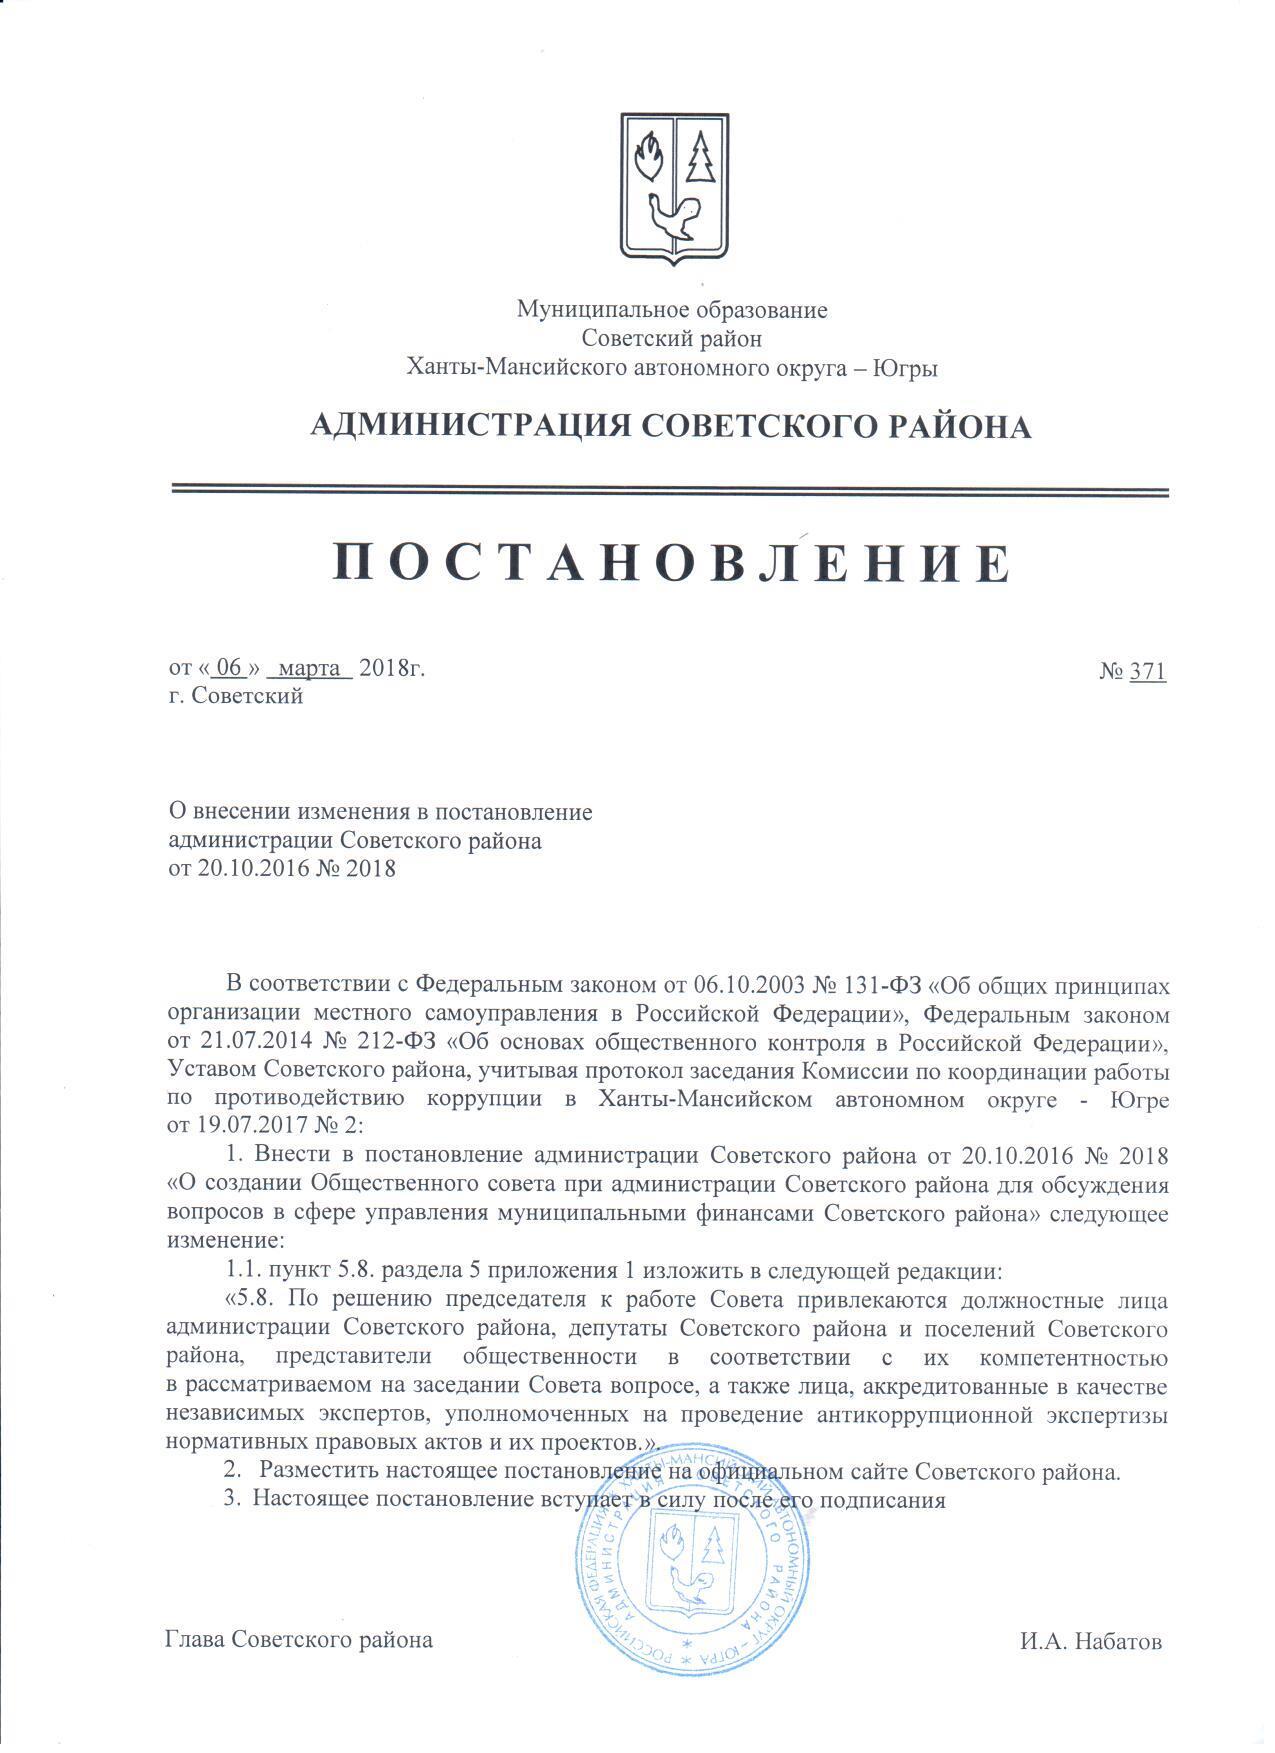 Муниципальное образование
Советский район
Ханты-Мансийского автономного округа – Югры
АДМИНИСТРАЦИЯ СОВЕТСКОГО РАЙОНА
П О С Т А Н О В Л Е Н И Е
от « 06 » марта 2018г. № 371
г. Советский
О внесении изменения в постановление
администрации Советского района
от 20.10.2016 № 2018
В соответствии с Федеральным законом от 06.10.2003 № 131-ФЗ «Об общих принципах
организации местного самоуправления в Российской Федерации», Федеральным законом
от 21.07.2014 № 212-ФЗ «Об основах общественного контроля в Российской Федерации»,
Уставом Советского района, учитывая протокол заседания Комиссии по координации работы
по противодействию коррупции в Ханты-Мансийском автономном округе - Югре
от 19.07.2017 № 2:
1. Внести в постановление администрации Советского района от 20.10.2016 № 2018
«О создании Общественного совета при администрации Советского района для обсуждения
вопросов в сфере управления муниципальными финансами Советского района» следующее
изменение:
1.1. пункт 5.8. раздела 5 приложения 1 изложить в следующей редакции:
«5.8. По решению председателя к работе Совета привлекаются должностные лица
администрации Советского района, депутаты Советского района и поселений Советского
района, представители общественности в соответствии с их компетентностью
в рассматриваемом на заседании Совета вопросе, а также лица, аккредитованные в качестве
независимых экспертов, уполномоченных на проведение антикоррупционной экспертизы
нормативных правовых актов и их проектов.».
2. Разместить настоящее постановление на официальном сайте Советского района.
3. Настоящее постановление вступает в силу после его подписания
РОССИЙСКАЯ ФЕДЕРАЦИЯ * ХАНТЫ-МАНСИЙСКИЙ АВТОНОМНЫЙ ОКРУГ – ЮГРА *
АДМИНИСТРАЦИЯ СОВЕТСКОГО РАЙОНА *
Глава Советского района И.А. Набатов